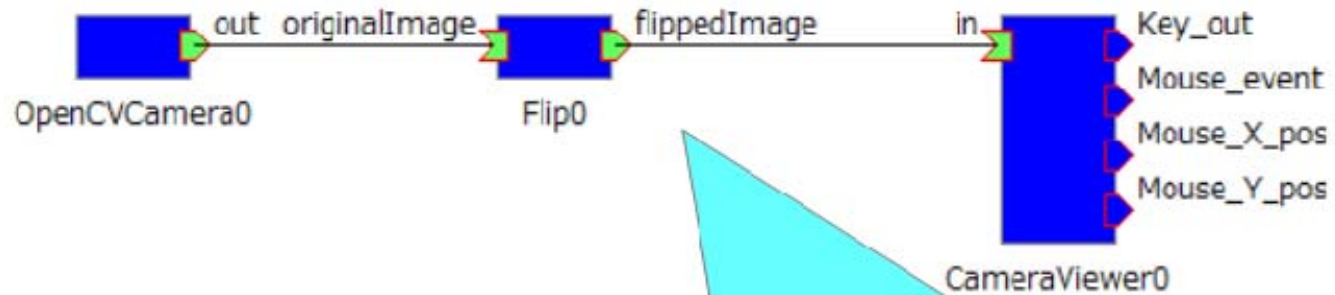 out originalImage flippedImage in Key_out
Mouse_event
OpenCVCamera0 Flip0
Mouse_X_pos
Mouse_Y_pos
CameraViewer0